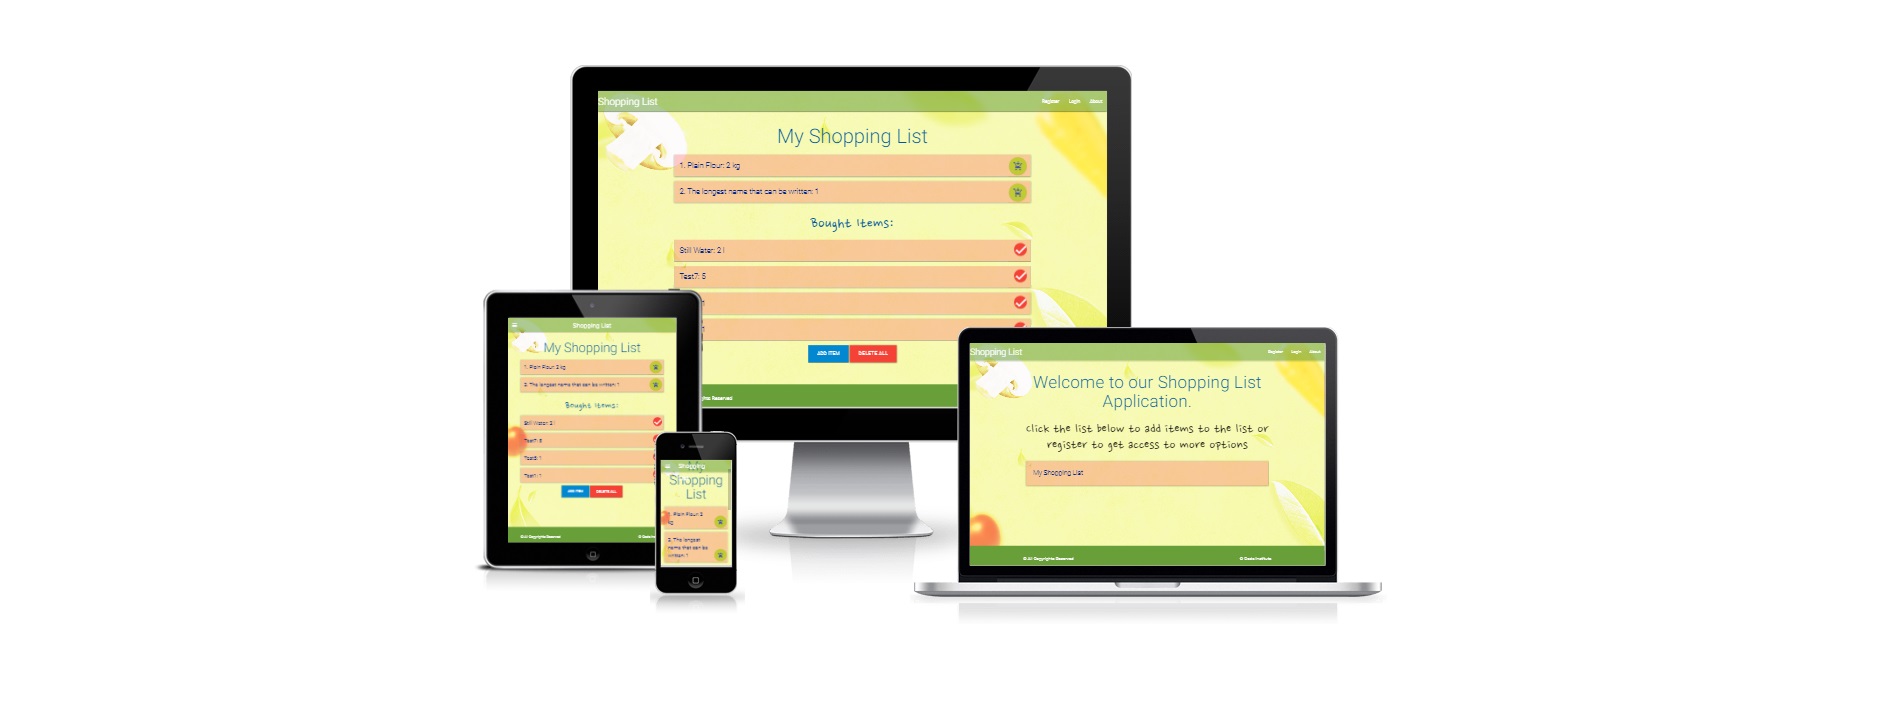 Shopping List
Register Login About
My Shopping List
1. Plain Flour: 2 kg
2. The longest name that can be written: 1
Bought Items:
Still Water: 2 l
Test7: 5
1
1
ADD ITEM DELETE ALL
Reserved
Shopping List
My Shopping List
1. Plain Flour: 2 kg
2. The longest name that can be written: 1
Bought Items:
Still Water: 2 l
Test7: 5
Test1: 1
ADD ITEM DELETE ALL
© All Copyrights Reserved
Shopping
Shopping
List
1. Plain Flour: 2
kg
2. The longest
name that can be
written: 1
Shopping List
Register Login About
Welcome to our Shopping List
Application.
Click the list below to add items to the list or
register to get access to more options
My Shopping List
© All Copyrights Reserved
© Code Institute